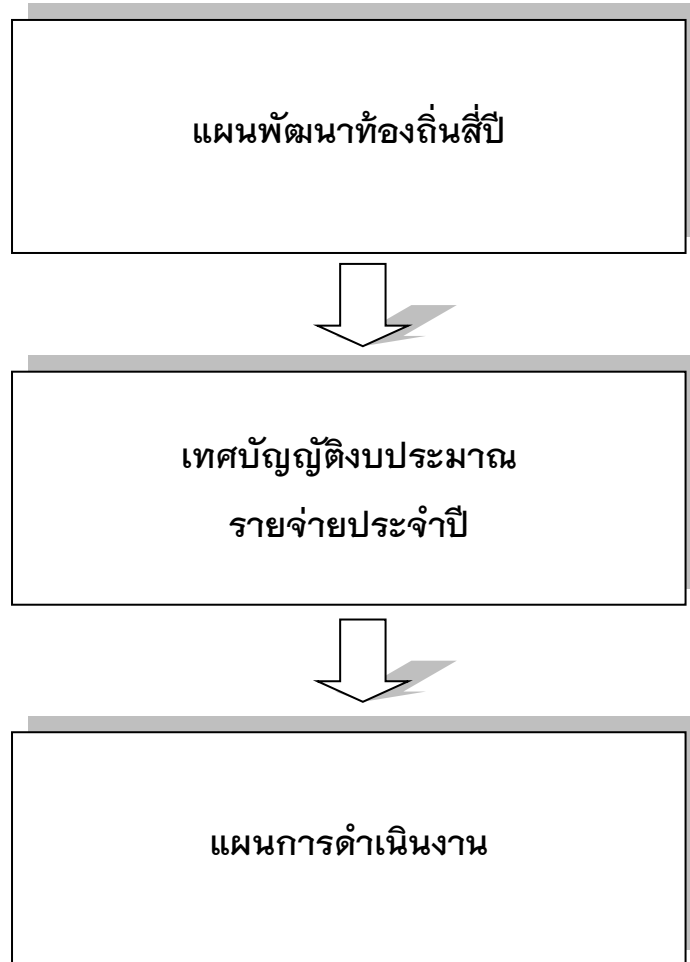 แผนพัฒนาท้องถิ่นสี่ปี
เทศบัญญัติงบประมาณ
รายจ่ายประจำปี
แผนการดำเนินงาน